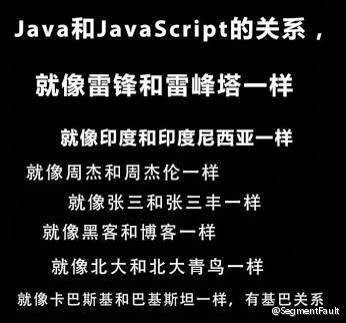 Java和JavaScript的关系，
就像雷锋和雷峰塔一样
就像印度和印度尼西亚一样
就像周杰和周杰伦一样
就像张三和张三丰一样
就像黑客和博客一样
就像北大和北大青鸟一样
就像卡巴斯基和巴基斯坦一样，有基巴关系
@SegmentFault